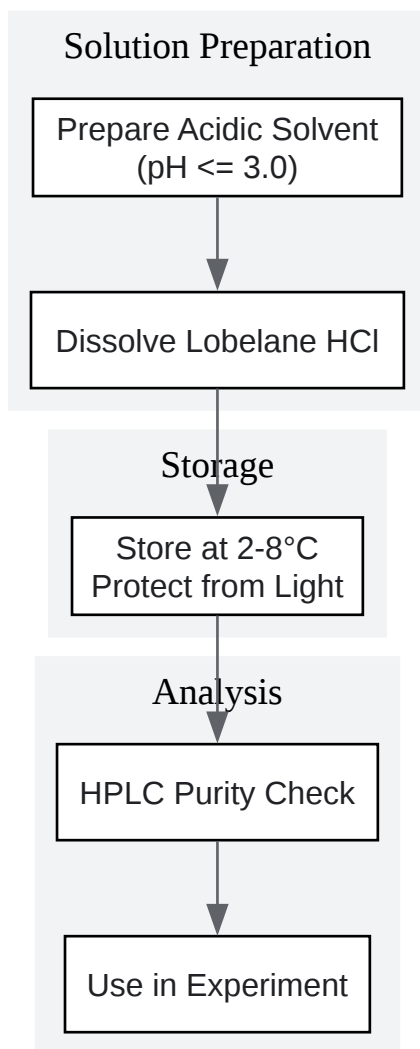 Solution Preparation
Prepare Acidic Solvent
(pH <= 3.0)
Dissolve Lobelane HCl
Storage
Store at 2-8°C
Protect from Light
Analysis
HPLC Purity Check
Use in Experiment